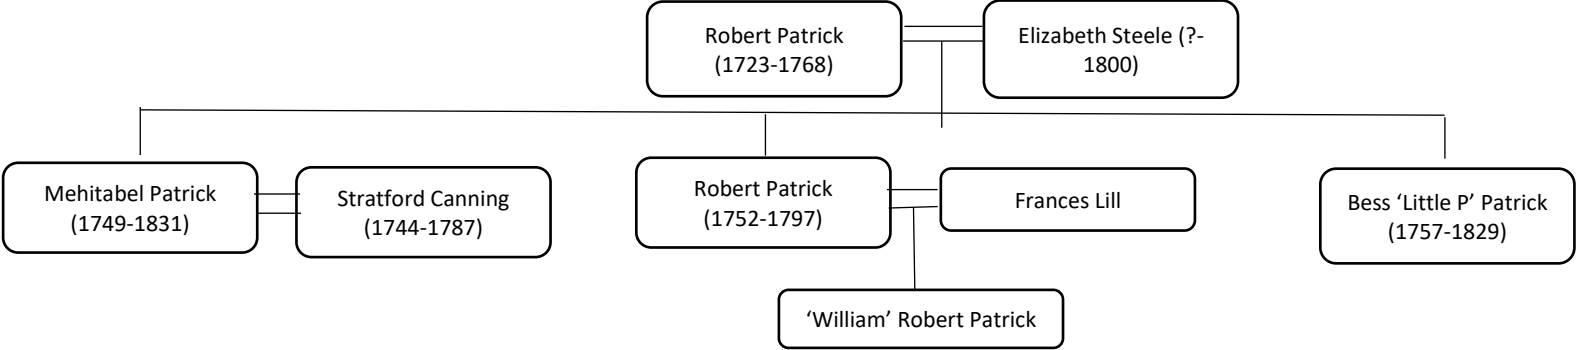 Robert Patrick
(1723-1768)
Elizabeth Steele (?-
1800)
Mehitabel Patrick
(1749-1831)
Stratford Canning
(1744-1787)
Robert Patrick
(1752-1797)
Frances Lill
Bess ‘Little P’ Patrick
(1757-1829)
‘William’ Robert Patrick